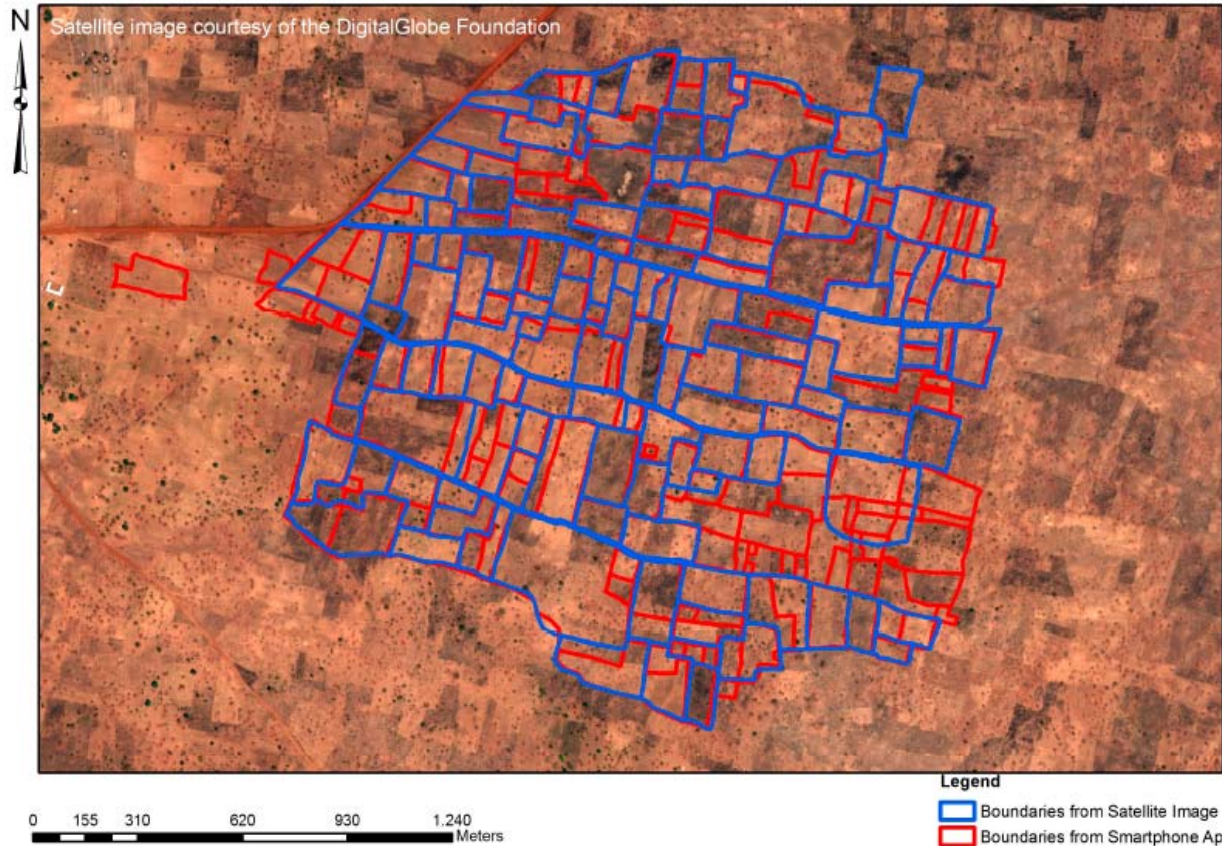 N
Satellite image courtesy of the DigitalGlobe Foundation
Legend
Boundaries from Satellite Image
Boundaries from Smartphone Ap
0 155 310 620 930 1.240
Meters